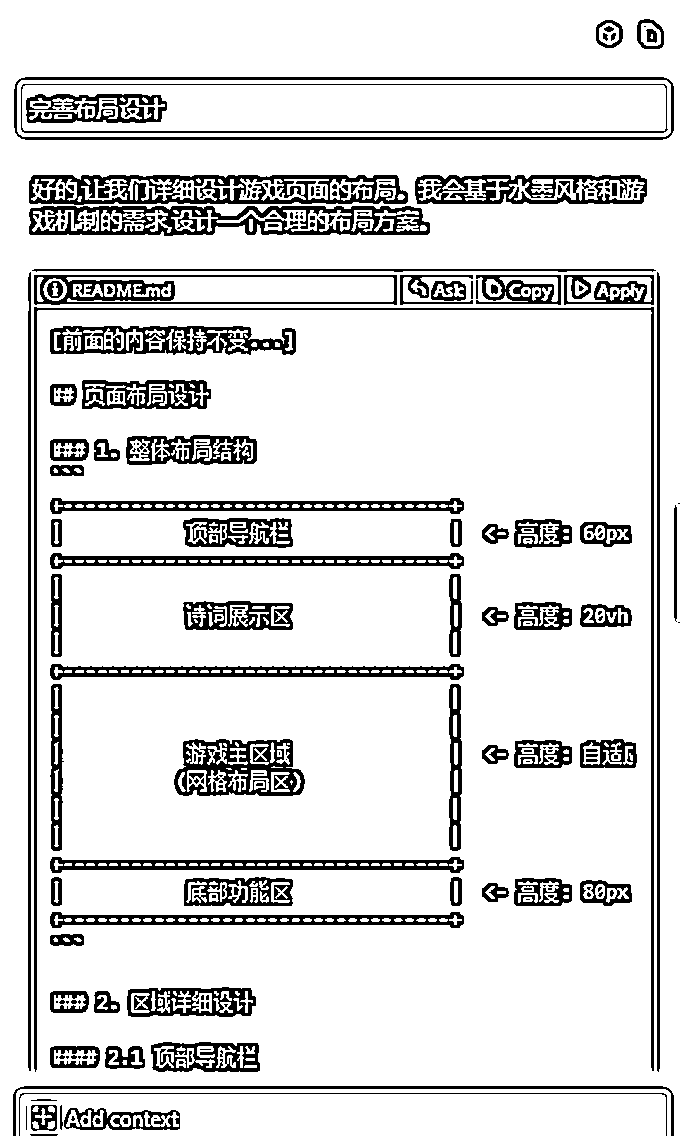 完善布局设计
好的,让我们详细设计游戏页面的布局。我会基于水墨风格和游
戏机制的需求,设计一个合理的布局方案。
README.md Ask Copy Apply
[前面的内容保持不变...]
## 页面布局设计
### 1. 整体布局结构
```
+----------------------------------+
| 顶部导航栏 | <- 高度: 60px
+----------------------------------+
|
| 诗词展示区 | <- 高度: 20vh
|
+----------------------------------+
|
| 游戏主区域 | <- 高度: 自适
| (网格布局区) |
|
+----------------------------------+
| 底部功能区 | <- 高度: 80px
+----------------------------------+
```
### 2. 区域详细设计
#### 2.1 顶部导航栏
Add context